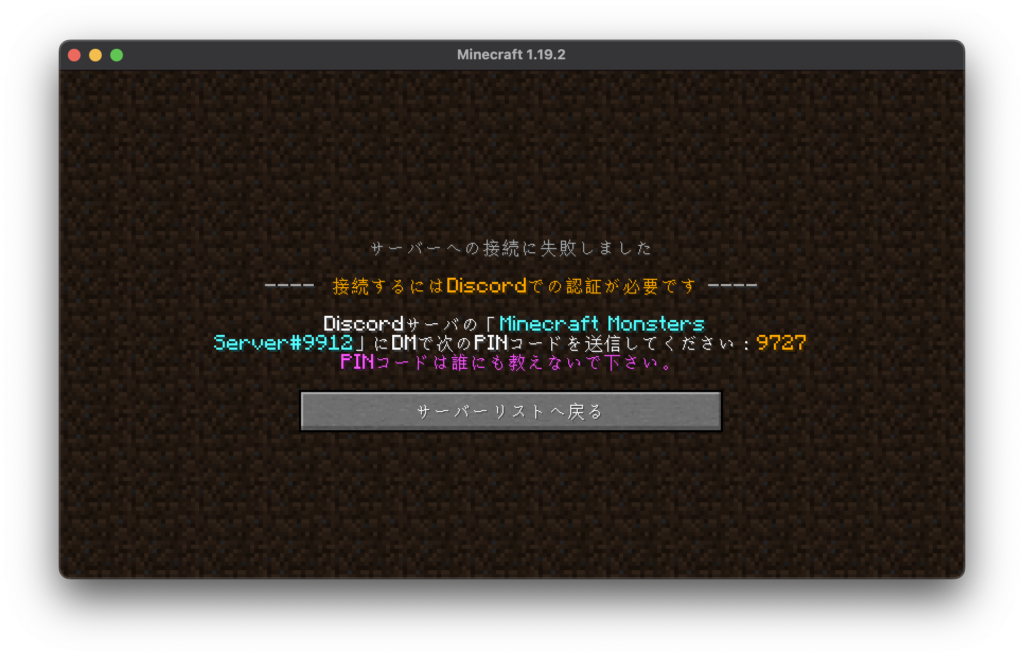 Minecraft 1.19.2
サーバーへの接続に失敗しました
---- 接続するにはDiscordでの認証が必要です ----
Discordサーバの「Minecraft Monsters
Server#9912」にDMで次のPINコードを送信してください：9727
PINコードは誰にも教えないで下さい。
サーバーリストへ戻る